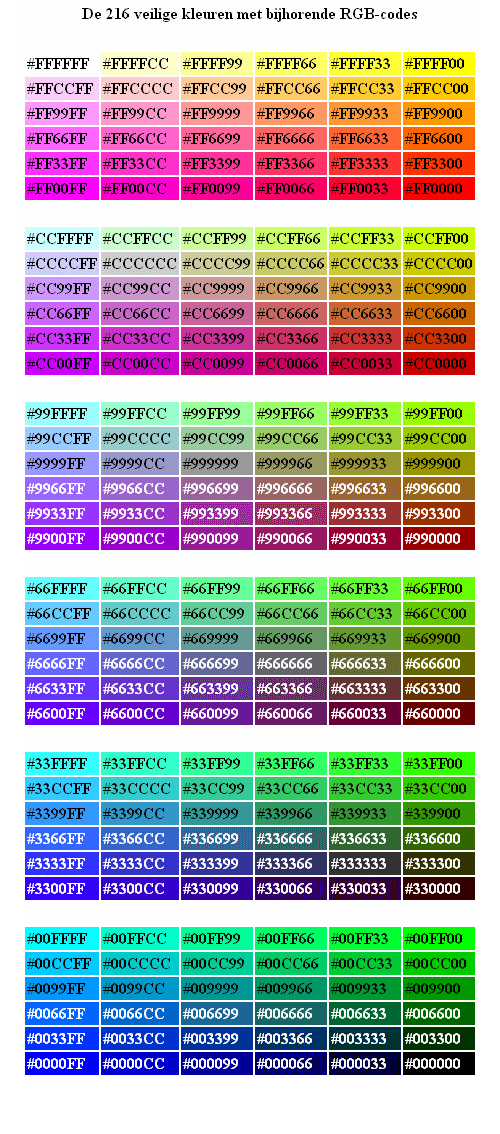 De 216 veilige kleuren met bijhorende RGB-codes
#FFFFFF #FFFFCC #FFFF99 #FFFF66 #FFFF33 #FFFF00
#FFCCFF #FFCCCC #FFCC99 #FFCC66 #FFCC33 #FFCC00
#FF99FF #FF99CC #FF9999 #FF9966 #FF9933 #FF9900
#FF66FF #FF66CC #FF6699 #FF6666 #FF6633 #FF6600
#FF33FF #FF33CC #FF3399 #FF3366 #FF3333 #FF3300
#FF00FF #FF00CC #FF0099 #FF0066 #FF0033 #FF0000
#CCFFFF #CCFFCC #CCFF99 #CCFF66 #CCFF33 #CCFF00
#CCCCFF #CCCCCC #CCCC99 #CCCC66 #CCCC33 #CCCC00
#CC99FF #CC99CC #CC9999 #CC9966 #CC9933 #CC9900
#CC66FF #CC66CC #CC6699 #CC6666 #CC6633 #CC6600
#CC33FF #CC33CC #CC3399 #CC3366 #CC3333 #CC3300
#CC00FF #CC00CC #CC0099 #CC0066 #CC0033 #CC0000
#99FFFF #99FFCC #99FF99 #99FF66 #99FF33 #99FF00
#99CCFF #99CCCC #99CC99 #99CC66 #99CC33 #99CC00
#9999FF #9999CC #999999 #999966 #999933 #999900
#9966FF #9966CC #996699 #996666 #996633 #996600
#9933FF #9933CC #993399 #993366 #993333 #993300
#9900FF #9900CC #990099 #990066 #990033 #990000
#66FFFF #66FFCC #66FF99 #66FF66 #66FF33 #66FF00
#66CCFF #66CCCC #66CC99 #66CC66 #66CC33 #66CC00
#6699FF #6699CC #669999 #669966 #669933 #669900
#6666FF #6666CC #666699 #666666 #666633 #666600
#6633FF #6633CC #663399 #663366 #663333 #663300
#6600FF #6600CC #660099 #660066 #660033 #660000
#33FFFF #33FFCC #33FF99 #33FF66 #33FF33 #33FF00
#33CCFF #33CCCC #33CC99 #33CC66 #33CC33 #33CC00
#3399FF #3399CC #339999 #339966 #339933 #339900
#3366FF #3366CC #336699 #336666 #336633 #336600
#3333FF #3333CC #333399 #333366 #333333 #333300
#3300FF #3300CC #330099 #330066 #330033 #330000
#00FFFF #00FFCC #00FF99 #00FF66 #00FF33 #00FF00
#00CCFF #00CCCC #00CC99 #00CC66 #00CC33 #00CC00
#0099FF #0099CC #009999 #009966 #009933 #009900
#0066FF #0066CC #006699 #006666 #006633 #006600
#0033FF #0033CC #003399 #003366 #003333 #003300
#0000FF #0000CC #000099 #000066 #000033 #000000